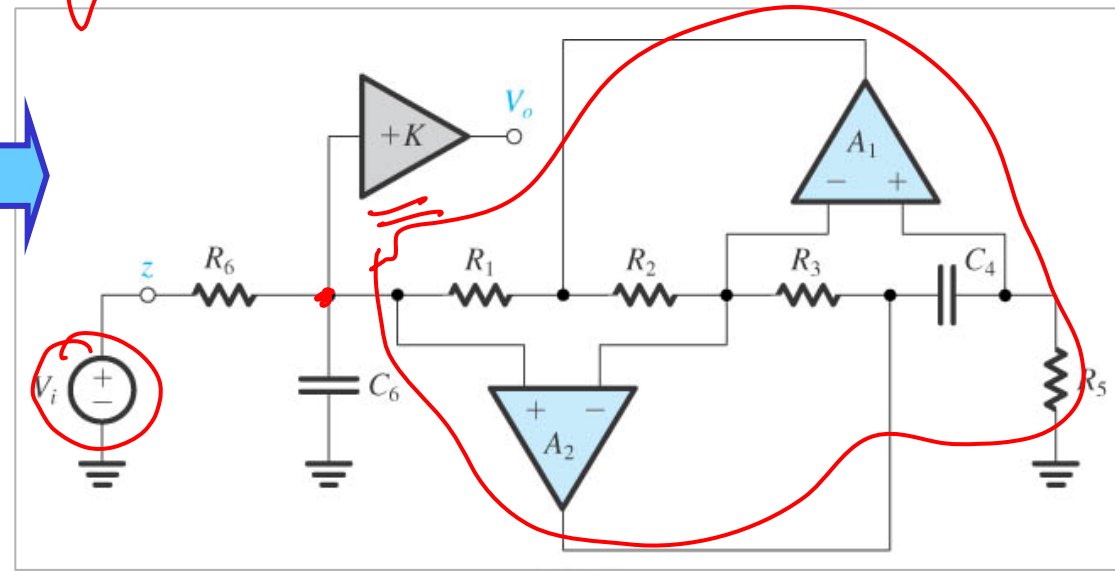 +K
V_o
A_1
− +
z
R_6
R_1
R_2
R_3
C_4
V_i
+
−
C_6
+ −
A_2
R_5